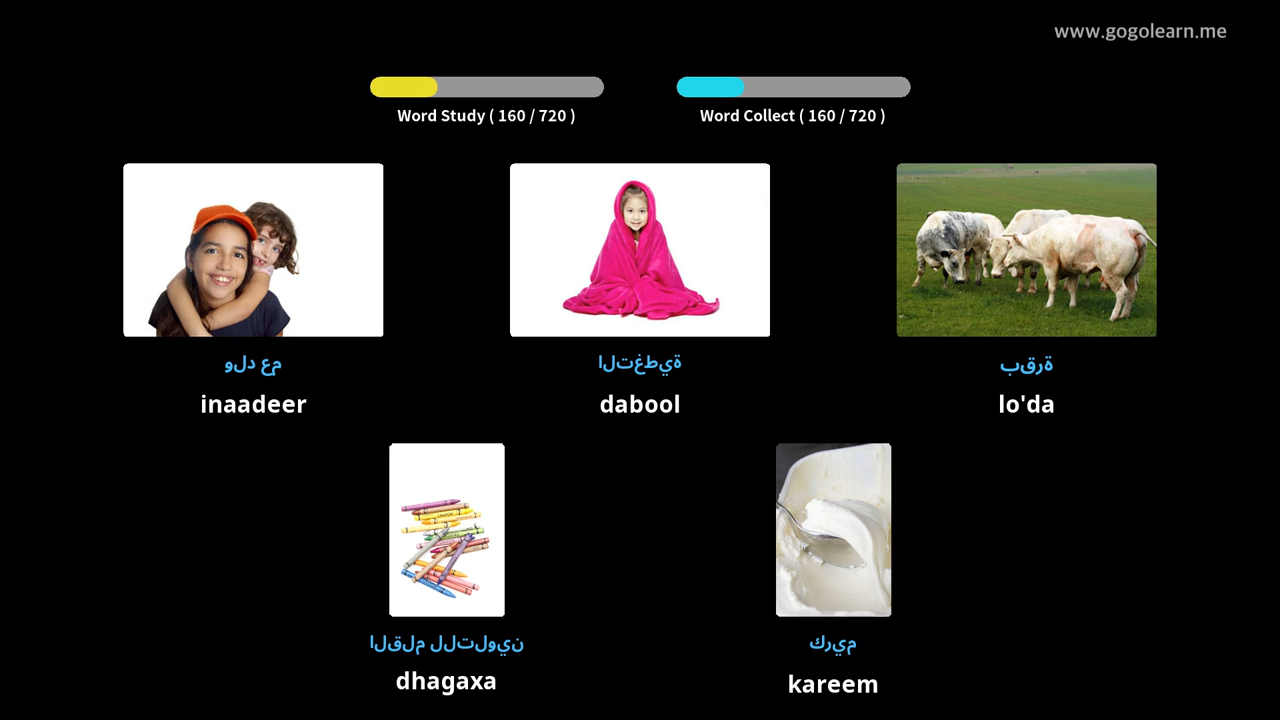 www.gogolearn.me
Word Study ( 160 / 720 )
Word Collect ( 160 / 720 )
ولد عم
inaadeer
التغطية
dabool
بقرة
lo'da
القلم للتلوين
dhagaxa
كريم
kareem